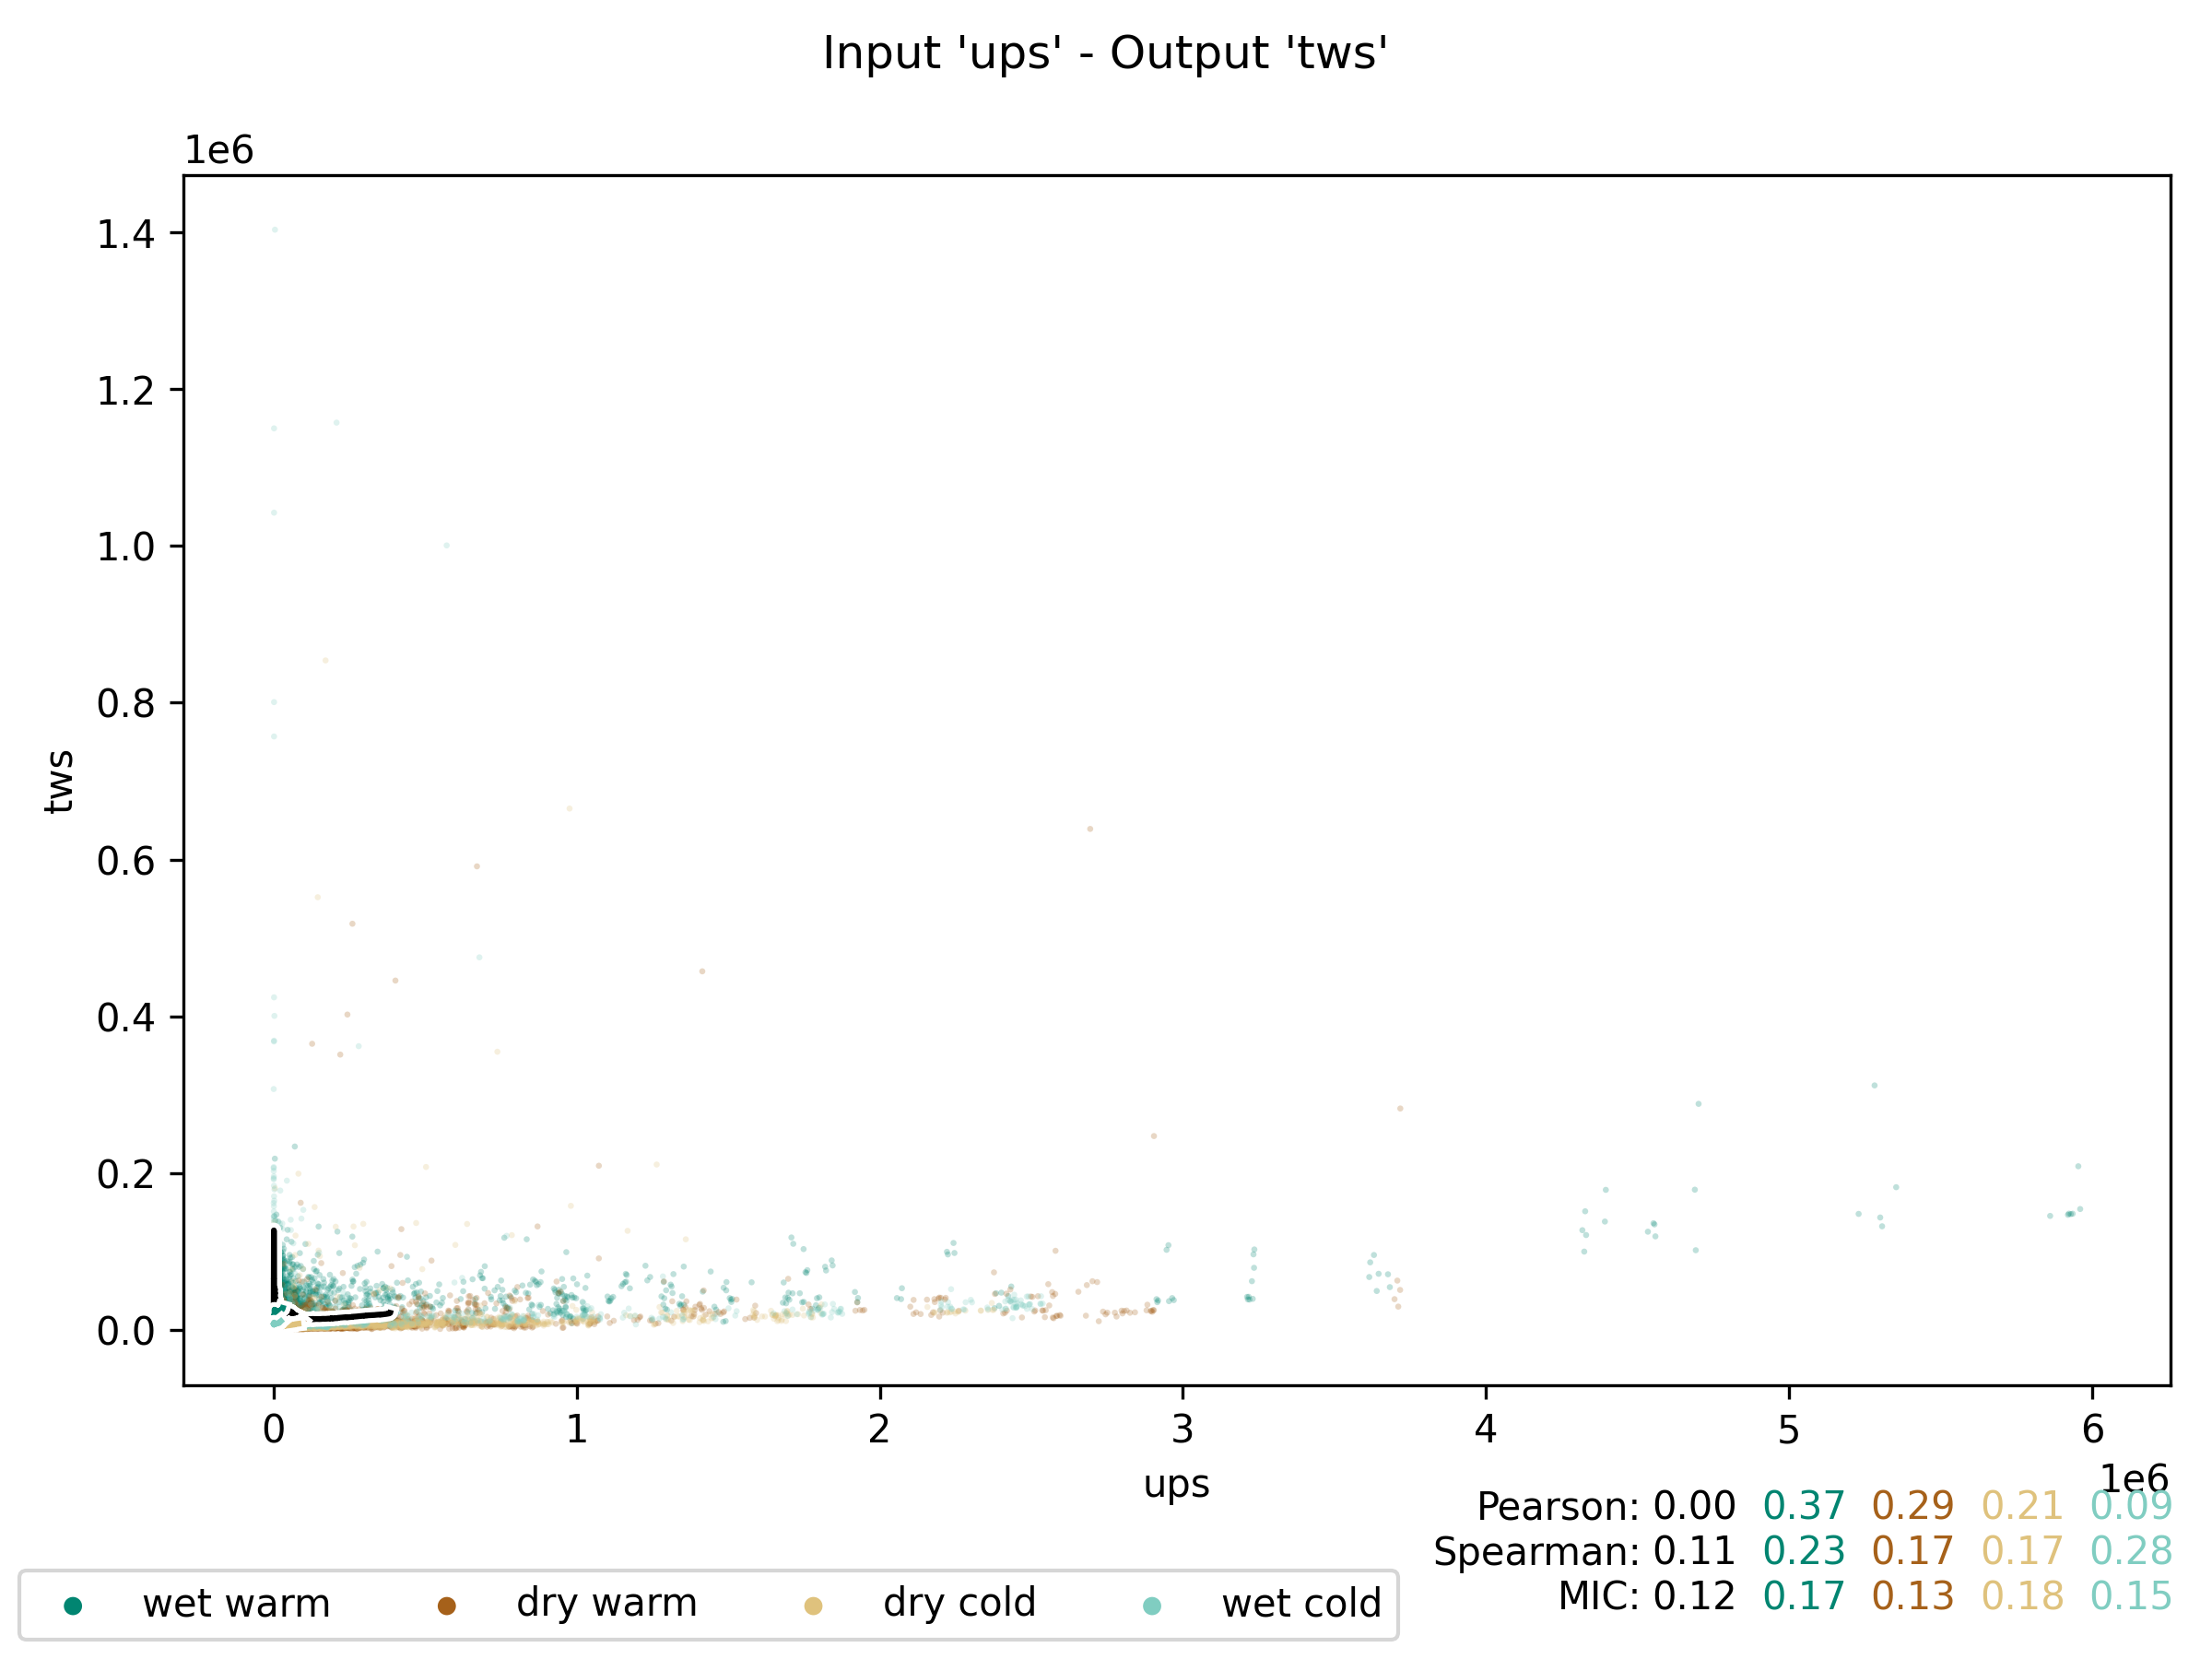 Input 'ups' - Output 'tws'
1e6
1.4
1.2
1.0
0.8
0.6
0.4
0.2
0.0
tws
0 1 2 3 4 5 6
ups
1e6
Pearson: 0.00 0.37 0.29 0.21 0.09
Spearman: 0.11 0.23 0.17 0.17 0.28
MIC: 0.12 0.17 0.13 0.18 0.15
wet warm dry warm dry cold wet cold